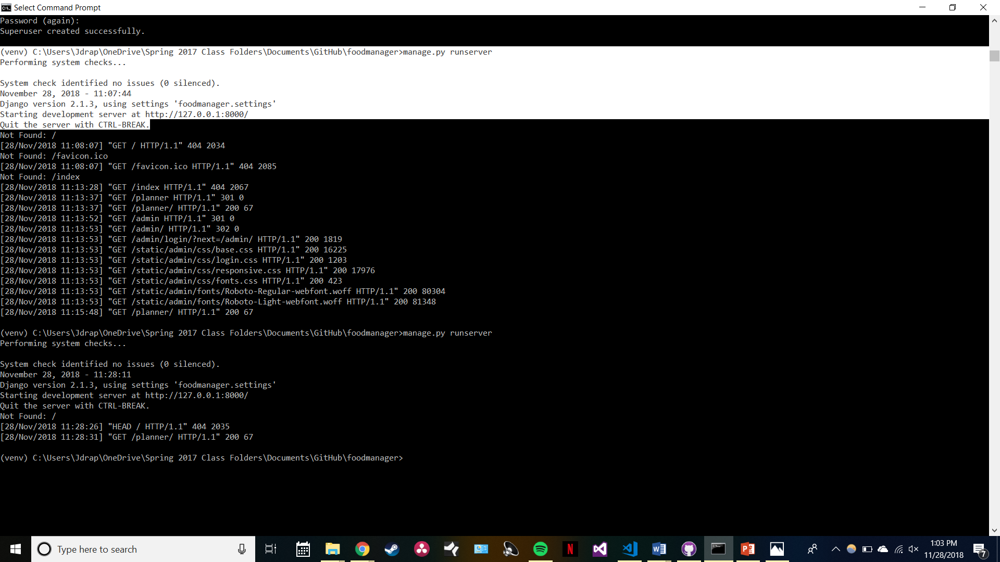 Select Command Prompt
Password (again):
Superuser created successfully.
(venv) C:\Users\Jdrap\OneDrive\Spring 2017 Class Folders\Documents\GitHub\foodmanager>manage.py runserver
Performing system checks...
System check identified no issues (0 silenced).
November 28, 2018 - 11:07:44
Django version 2.1.3, using settings 'foodmanager.settings'
Starting development server at http://127.0.0.1:8000/
Quit the server with CTRL-BREAK.
Not Found: /
[28/Nov/2018 11:08:07] "GET / HTTP/1.1" 404 2034
Not Found: /favicon.ico
[28/Nov/2018 11:08:07] "GET /favicon.ico HTTP/1.1" 404 2085
Not Found: /index
[28/Nov/2018 11:13:28] "GET /index HTTP/1.1" 404 2067
[28/Nov/2018 11:13:37] "GET /planner HTTP/1.1" 301 0
[28/Nov/2018 11:13:37] "GET /planner/ HTTP/1.1" 200 67
[28/Nov/2018 11:13:52] "GET /admin HTTP/1.1" 301 0
[28/Nov/2018 11:13:53] "GET /admin/ HTTP/1.1" 302 0
[28/Nov/2018 11:13:53] "GET /admin/login/?next=/admin/ HTTP/1.1" 200 1819
[28/Nov/2018 11:13:53] "GET /static/admin/css/base.css HTTP/1.1" 200 16225
[28/Nov/2018 11:13:53] "GET /static/admin/css/login.css HTTP/1.1" 200 1203
[28/Nov/2018 11:13:53] "GET /static/admin/css/responsive.css HTTP/1.1" 200 17976
[28/Nov/2018 11:13:53] "GET /static/admin/css/fonts.css HTTP/1.1" 200 423
[28/Nov/2018 11:13:53] "GET /static/admin/fonts/Roboto-Regular-webfont.woff HTTP/1.1" 200 80304
[28/Nov/2018 11:13:53] "GET /static/admin/fonts/Roboto-Light-webfont.woff HTTP/1.1" 200 81348
[28/Nov/2018 11:15:48] "GET /planner/ HTTP/1.1" 200 67
(venv) C:\Users\Jdrap\OneDrive\Spring 2017 Class Folders\Documents\GitHub\foodmanager>manage.py runserver
Performing system checks...
System check identified no issues (0 silenced).
November 28, 2018 - 11:28:11
Django version 2.1.3, using settings 'foodmanager.settings'
Starting development server at http://127.0.0.1:8000/
Quit the server with CTRL-BREAK.
Not Found: /
[28/Nov/2018 11:28:26] "HEAD / HTTP/1.1" 404 2035
[28/Nov/2018 11:28:31] "GET /planner/ HTTP/1.1" 200 67
(venv) C:\Users\Jdrap\OneDrive\Spring 2017 Class Folders\Documents\GitHub\foodmanager>
Type here to search
1:03 PM
11/28/2018
7